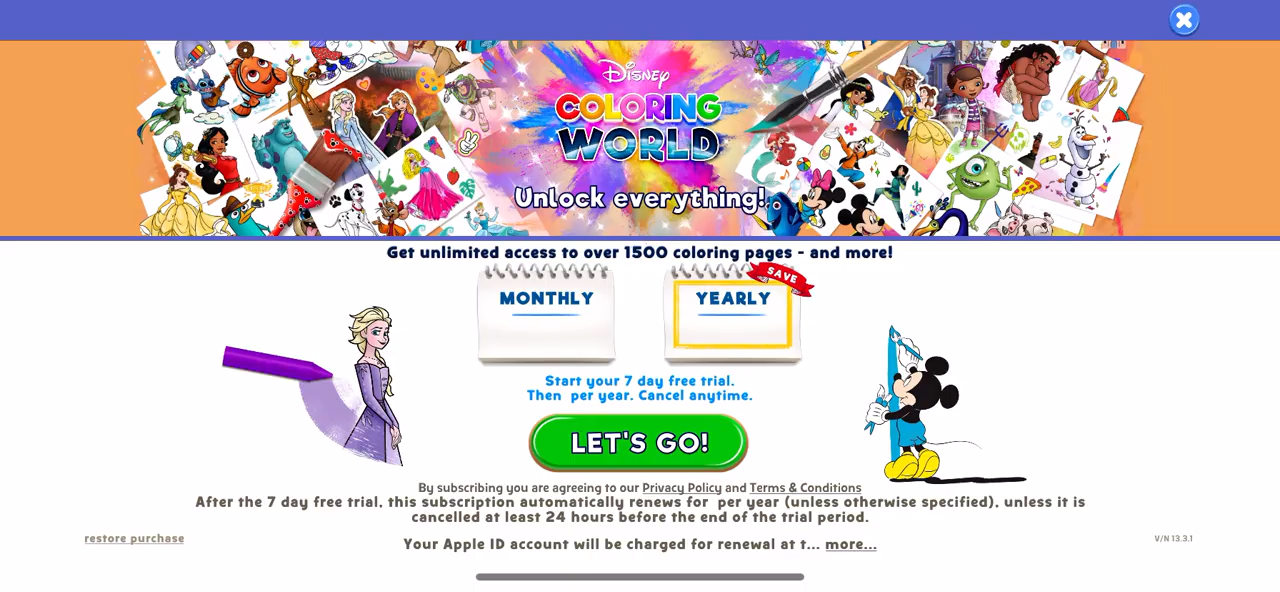 Disney
COLORING
WORLD
Unlock everything!
Get unlimited access to over 1500 coloring pages - and more!
MONTHLY
YEARLY
SAVE
Start your 7 day free trial.
Then  per year. Cancel anytime.
LET'S GO!
By subscribing you are agreeing to our Privacy Policy and Terms & Conditions
After the 7 day free trial, this subscription automatically renews for  per year (unless otherwise specified), unless it is
cancelled at least 24 hours before the end of the trial period.
restore purchase
Your Apple ID account will be charged for renewal at t... more...
V/N 13.3.1